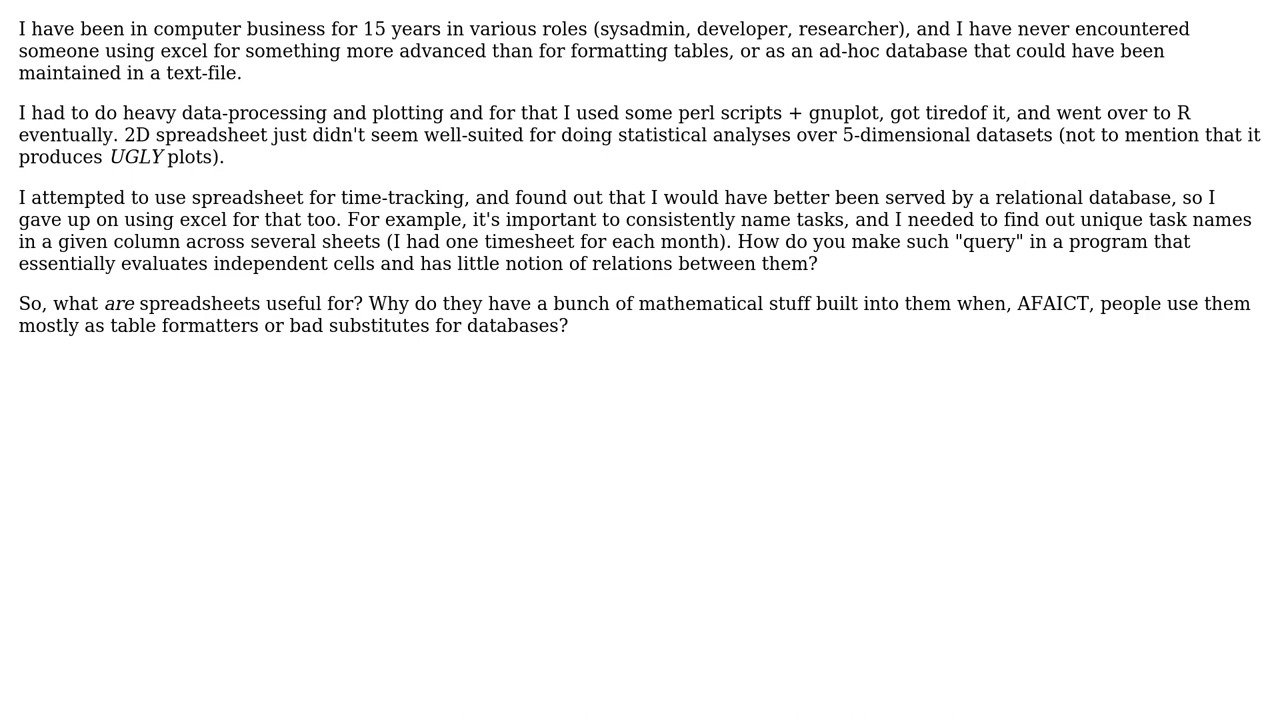 I have been in computer business for 15 years in various roles (sysadmin, developer, researcher), and I have never encountered
someone using excel for something more advanced than for formatting tables, or as an ad-hoc database that could have been
maintained in a text-file.
I had to do heavy data-processing and plotting and for that I used some perl scripts + gnuplot, got tiredof it, and went over to R
eventually. 2D spreadsheet just didn't seem well-suited for doing statistical analyses over 5-dimensional datasets (not to mention that it
produces UGLY plots).
I attempted to use spreadsheet for time-tracking, and found out that I would have better been served by a relational database, so I
gave up on using excel for that too. For example, it's important to consistently name tasks, and I needed to find out unique task names
in a given column across several sheets (I had one timesheet for each month). How do you make such "query" in a program that
essentially evaluates independent cells and has little notion of relations between them?
So, what are spreadsheets useful for? Why do they have a bunch of mathematical stuff built into them when, AFAICT, people use them
mostly as table formatters or bad substitutes for databases?